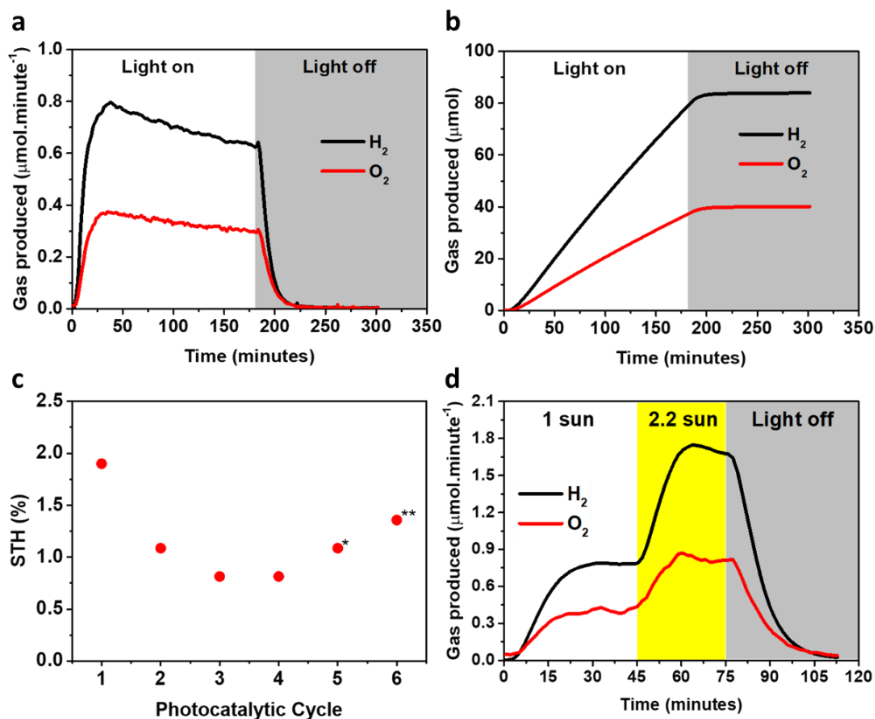 a
Gas produced (μmol.minute⁻¹)
Light on
Light off
H₂
O₂
1.0
0.8
0.6
0.4
0.2
0.0
0 50 100 150 200 250 300 350
Time (minutes)
b
Gas produced (μmol)
Light on
Light off
H₂
O₂
100
80
60
40
20
0
0 50 100 150 200 250 300 350
Time (minutes)
c
STH (%)
2.5
2.0
1.5
1.0
0.5
0.0
*
**
1 2 3 4 5 6
Photocatalytic Cycle
d
Gas produced (μmol.minute⁻¹)
1 sun
2.2 sun
Light off
H₂
O₂
2.1
1.8
1.5
1.2
0.9
0.6
0.3
0.0
0 15 30 45 60 75 90 105 120
Time (minutes)